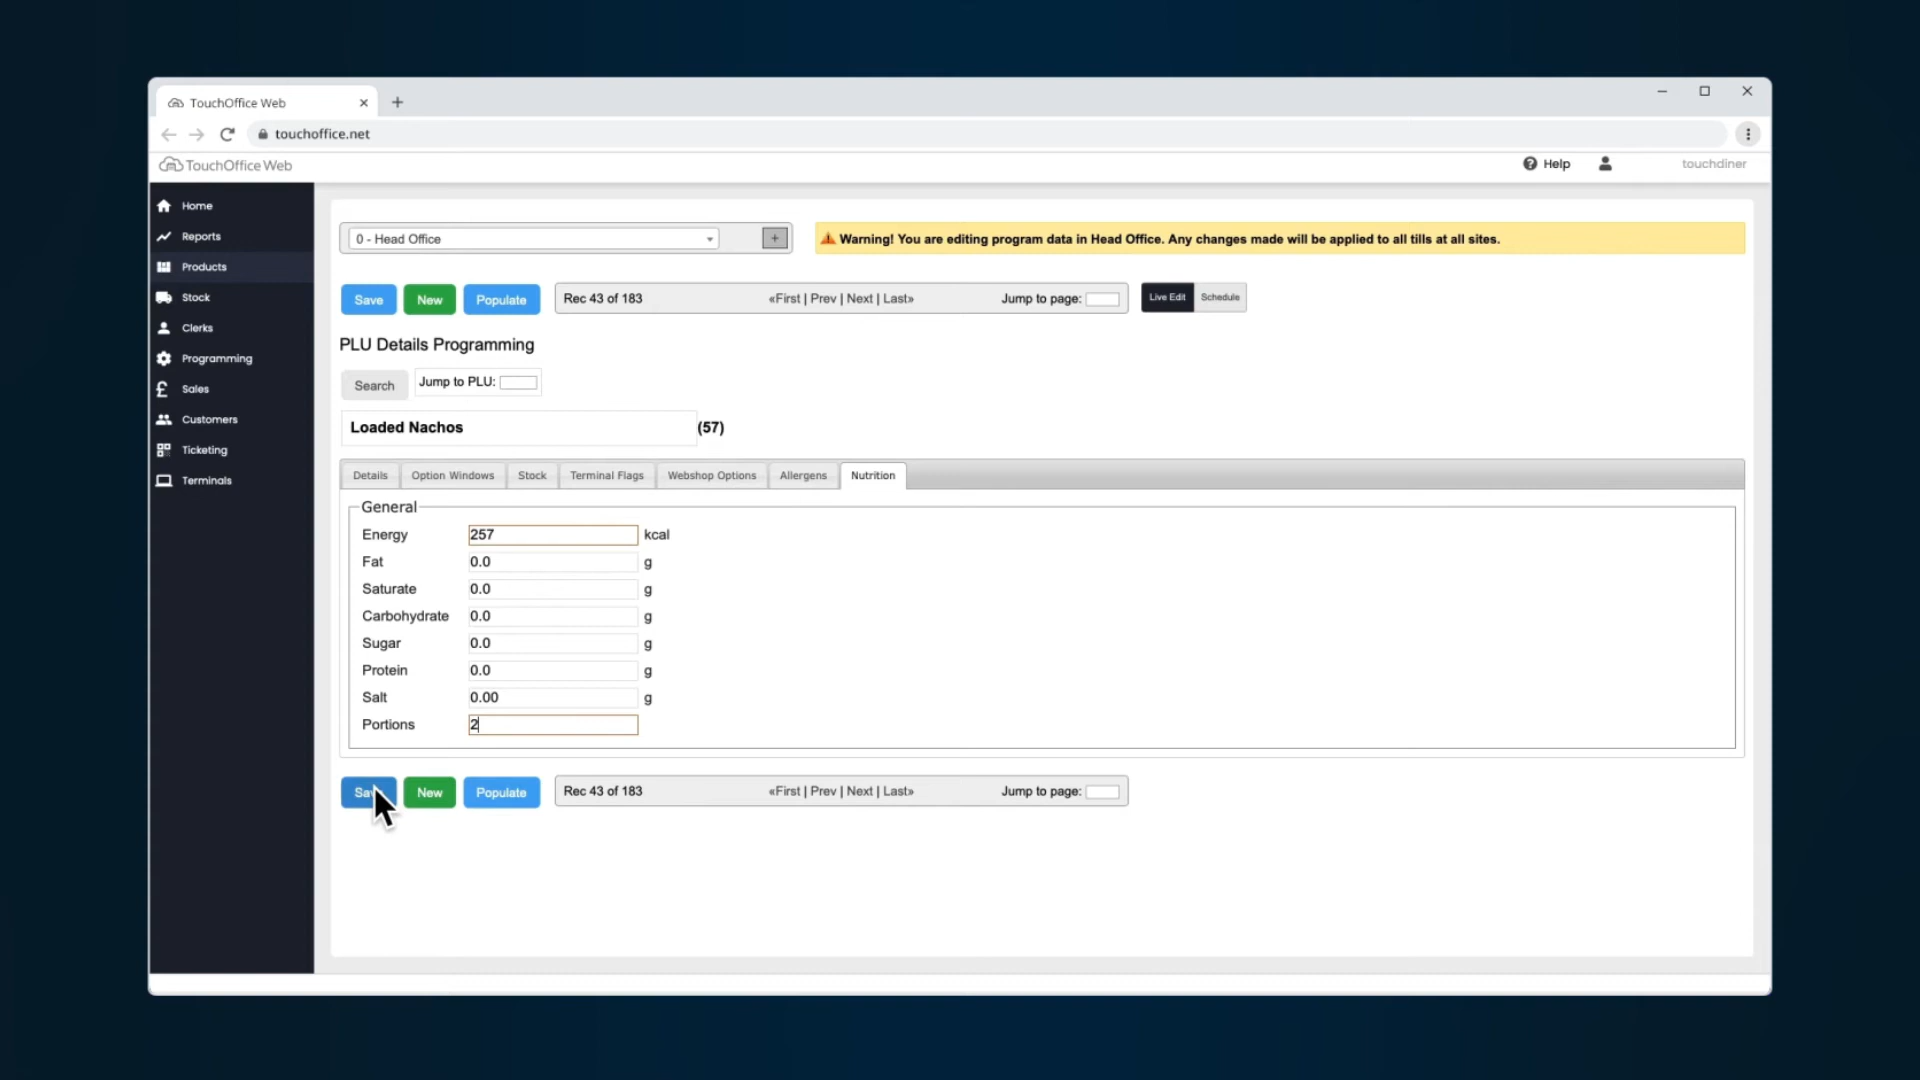 TouchOffice Web
touchoffice.net
TouchOffice Web
Help
touchdiner
Home
Reports
Products
Stock
Clerks
Programming
Sales
Customers
Ticketing
Terminals
0 - Head Office
+
Warning! You are editing program data in Head Office. Any changes made will be applied to all tills at all sites.
Save New Populate Rec 43 of 183 «First | Prev | Next | Last» Jump to page: Live Edit Schedule
PLU Details Programming
Search Jump to PLU:
Loaded Nachos (57)
Details Option Windows Stock Terminal Flags Webshop Options Allergens Nutrition
General
Energy 257 kcal
Fat 0.0 g
Saturate 0.0 g
Carbohydrate 0.0 g
Sugar 0.0 g
Protein 0.0 g
Salt 0.00 g
Portions 2
Save New Populate Rec 43 of 183 «First | Prev | Next | Last» Jump to page: